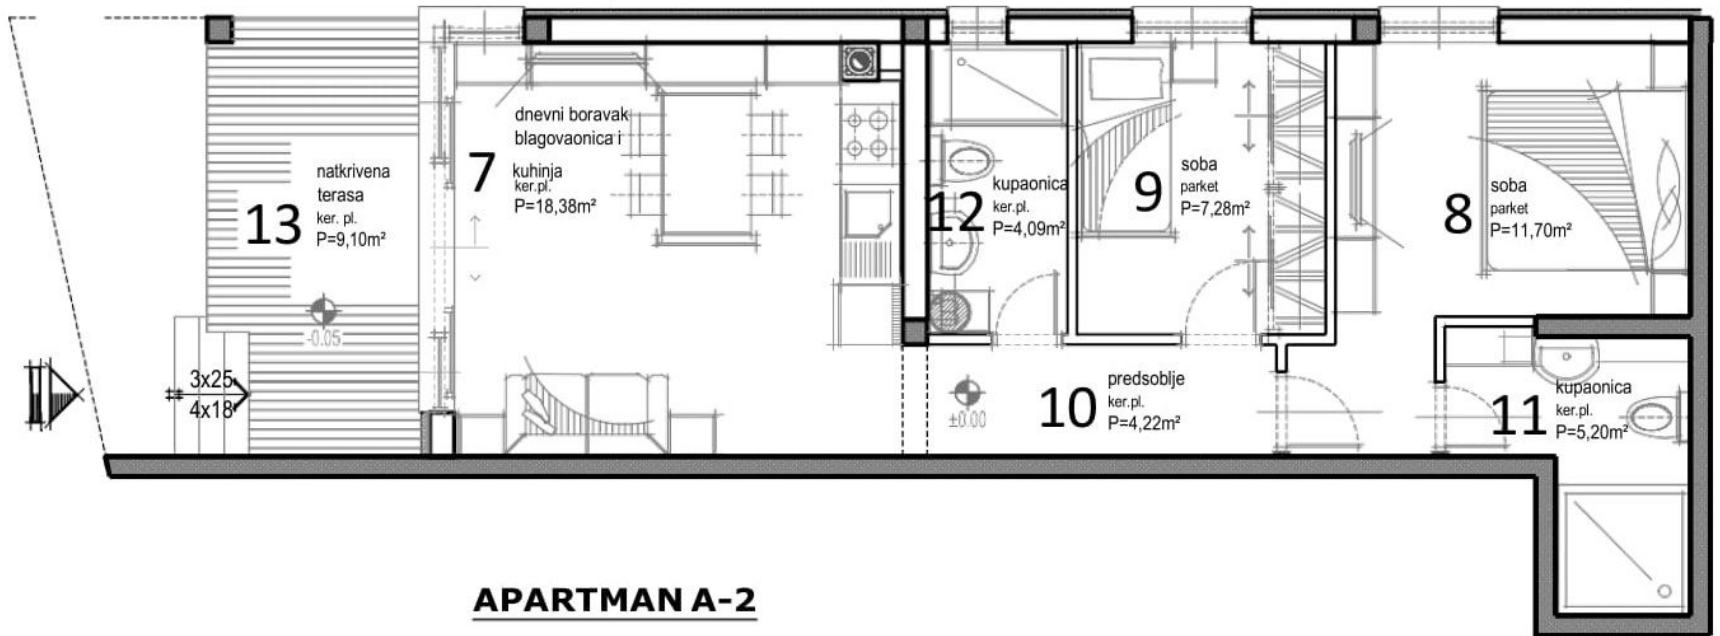 13
natkrivena
terasa
ker. pl.
P=9,10m²
-0.05
3x25
4x18
7
dnevni boravak
blagovaonica i
kuhinja
ker.pl.
P=18,38m²
12
kupaonica
ker.pl.
P=4,09m²
9
soba
parket
P=7,28m²
8
soba
parket
P=11,70m²
±0.00
10
predsoblje
ker.pl.
P=4,22m²
11
kupaonica
ker.pl.
P=5,20m²
APARTMAN A-2